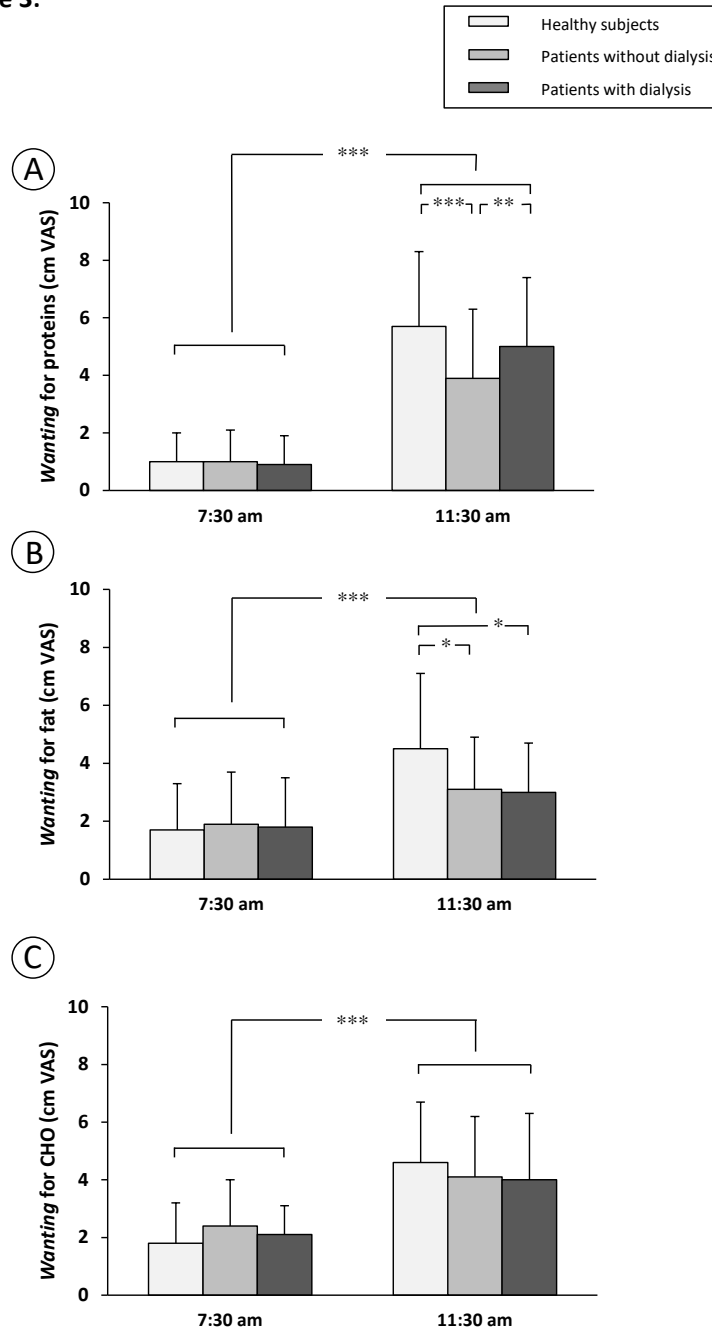 e 3.
Healthy subjects
Patients without dialysis
Patients with dialysis
A
***
10
8
6
4
2
0
Wanting for proteins (cm VAS)
*** **
7:30 am 11:30 am
B
***
10
8
6
4
2
0
Wanting for fat (cm VAS)
*
*
7:30 am 11:30 am
C
***
10
8
6
4
2
0
Wanting for CHO (cm VAS)
7:30 am 11:30 am